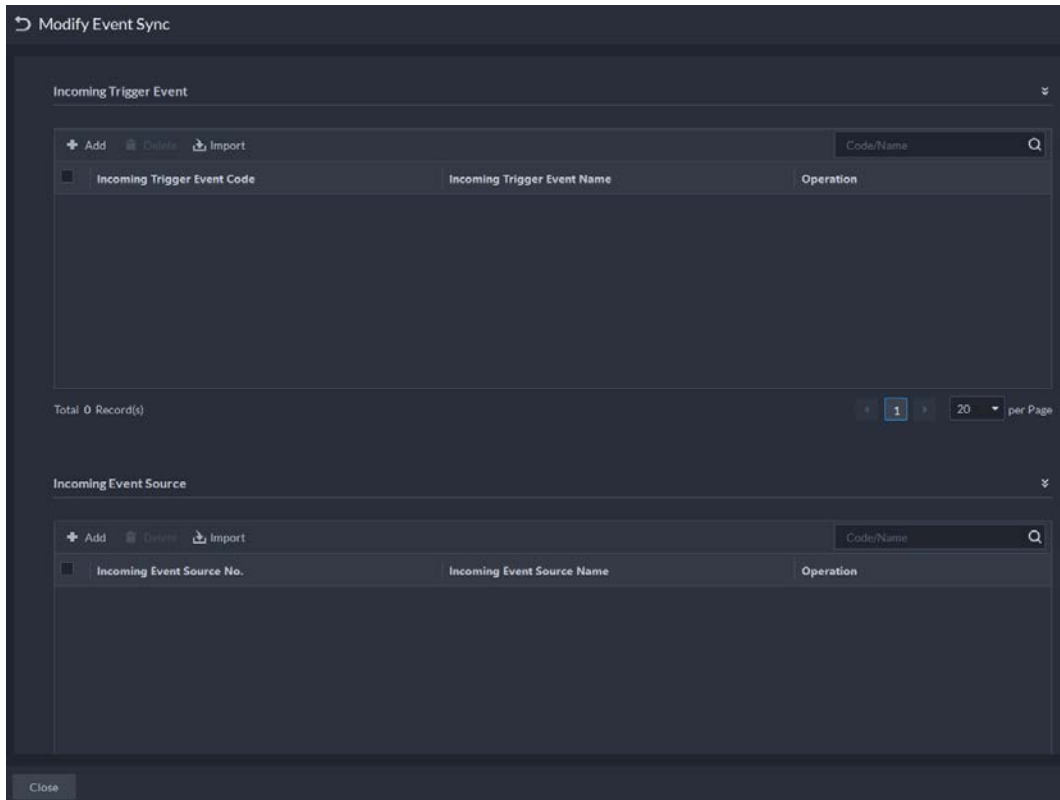 Modify Event Sync
Incoming Trigger Event
Add Delete Import Code/Name
Incoming Trigger Event Code Incoming Trigger Event Name Operation
Total 0 Record(s) 1 20 per Page
Incoming Event Source
Add Delete Import Code/Name
Incoming Event Source No. Incoming Event Source Name Operation
Close